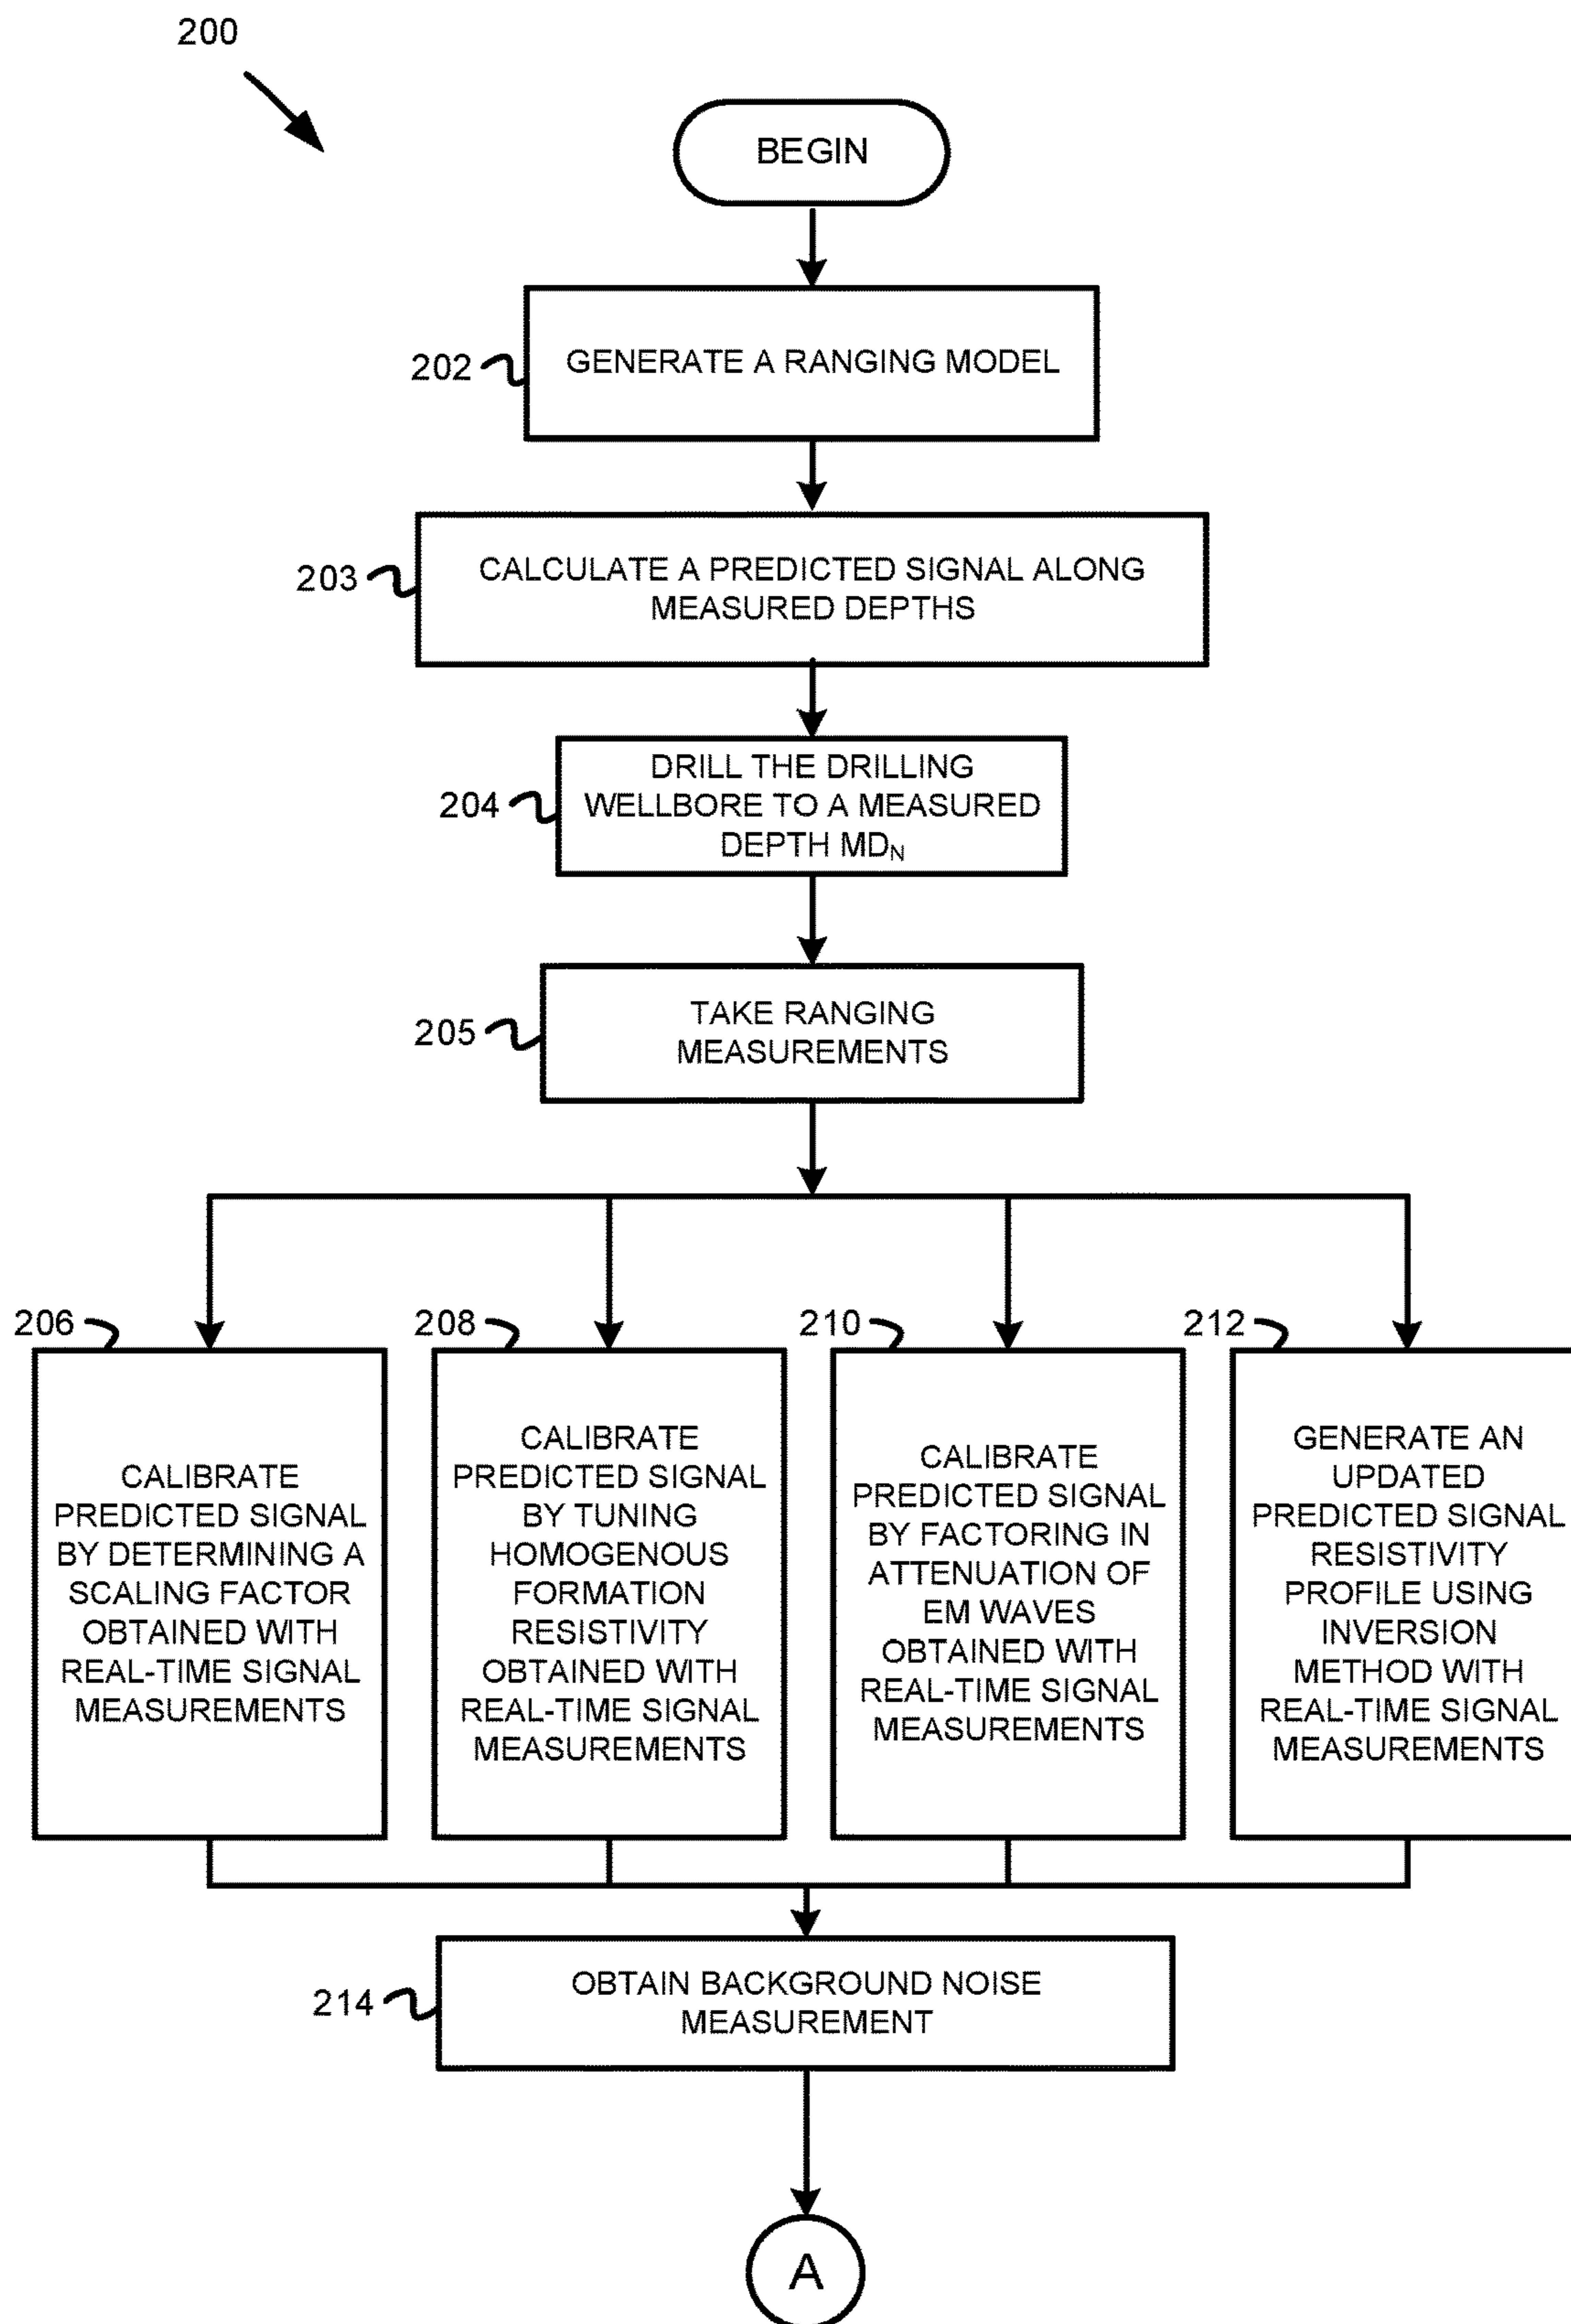 200
BEGIN
202
GENERATE A RANGING MODEL
203
CALCULATE A PREDICTED SIGNAL ALONG
MEASURED DEPTHS
204
DRILL THE DRILLING
WELLBORE TO A MEASURED
DEPTH MDN
205
TAKE RANGING
MEASUREMENTS
206
CALIBRATE
PREDICTED SIGNAL
BY DETERMINING A
SCALING FACTOR
OBTAINED WITH
REAL-TIME SIGNAL
MEASUREMENTS
208
CALIBRATE
PREDICTED SIGNAL
BY TUNING
HOMOGENOUS
FORMATION
RESISTIVITY
OBTAINED WITH
REAL-TIME SIGNAL
MEASUREMENTS
210
CALIBRATE
PREDICTED SIGNAL
BY FACTORING IN
ATTENUATION OF
EM WAVES
OBTAINED WITH
REAL-TIME SIGNAL
MEASUREMENTS
212
GENERATE AN
UPDATED
PREDICTED SIGNAL
RESISTIVITY
PROFILE USING
INVERSION
METHOD WITH
REAL-TIME SIGNAL
MEASUREMENTS
214
OBTAIN BACKGROUND NOISE
MEASUREMENT
A